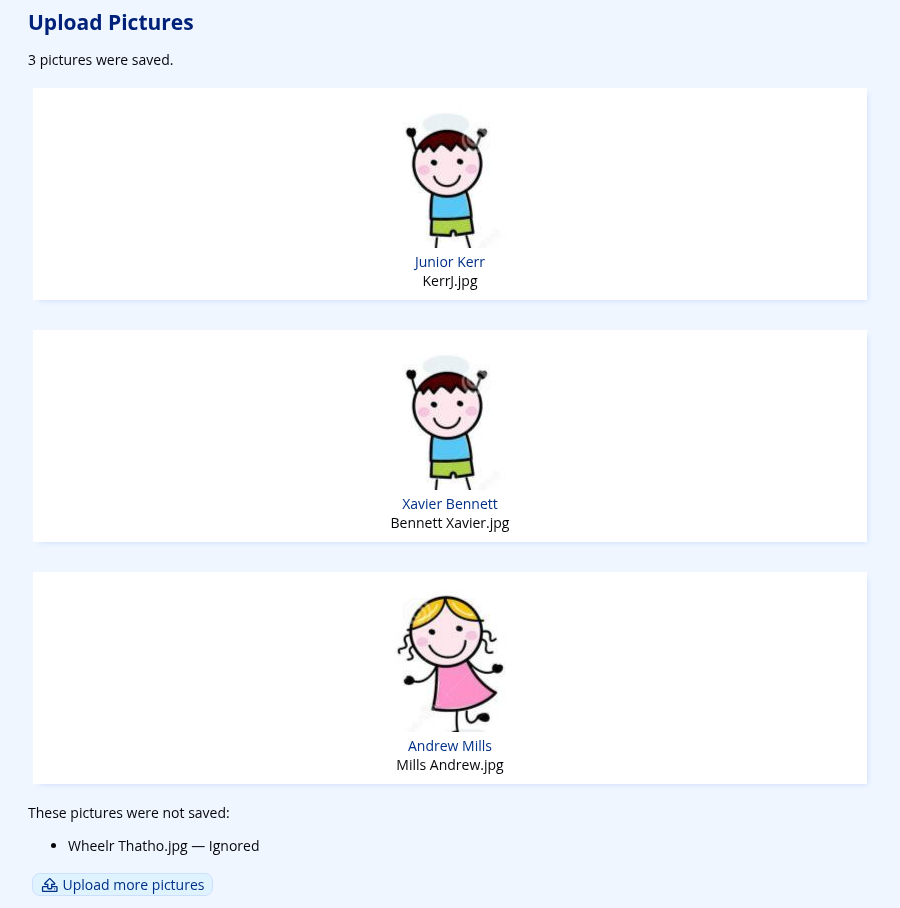 Upload Pictures
3 pictures were saved.
Junior Kerr
KerrJ.jpg
Xavier Bennett
Bennett Xavier.jpg
Andrew Mills
Mills Andrew.jpg
These pictures were not saved:
• Wheelr Thatho.jpg — Ignored
Upload more pictures